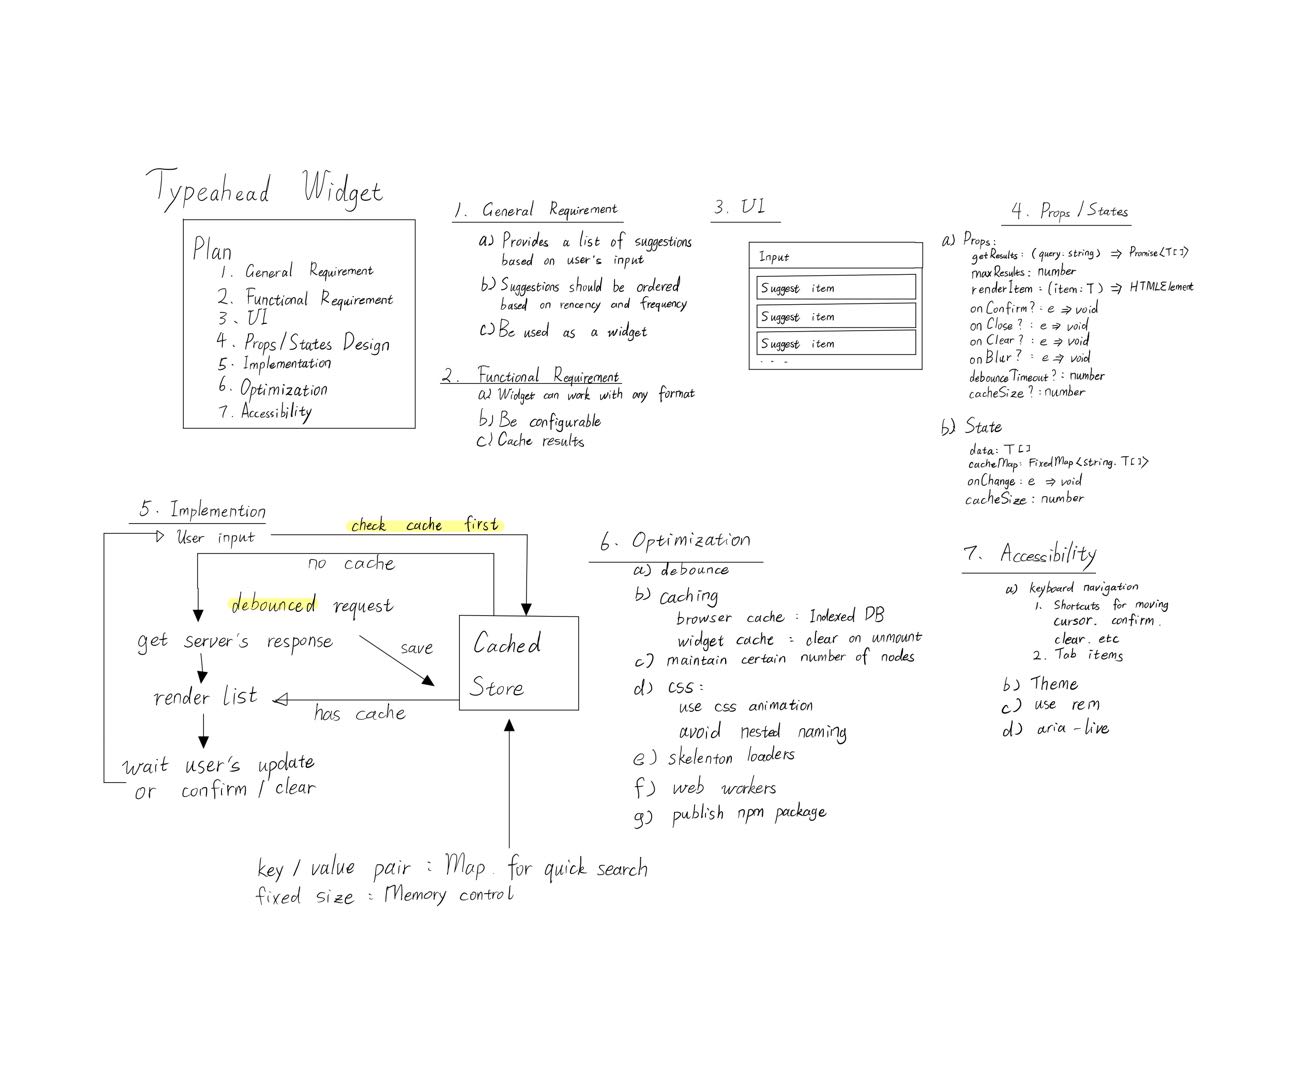 Typeahead Widget
Plan
1. General Requirement
2. Functional Requirement
3. UI
4. Props/States Design
5. Implementation
6. Optimization
7. Accessibility
1. General Requirement
a) Provides a list of suggestions
based on user's input
b) Suggestions should be ordered
based on rencency and frequency
c) Be used as a widget
2. Functional Requirement
a) Widget can work with any format
b) Be configurable
c) Cache results
3. UI
Input
Suggest item
Suggest item
Suggest item
...
4. Props/States
a) Props:
getResults: (query: string) ⇒ Promise<T[]>
maxResults: number
renderItem: (item: T) ⇒ HTMLElement
onConfirm?: e ⇒ void
onClose?: e ⇒ void
onClear?: e ⇒ void
onBlur?: e ⇒ void
debounceTimeout?: number
cacheSize?: number
b) State
data: T[]
cacheMap: FixedMap<string, T[]>
onChange: e ⇒ void
cacheSize: number
5. Implemention
User input
check cache first
no cache
debounced request
get server's response
save
Cached
Store
render list
has cache
wait user's update
or confirm / clear
key / value pair : Map. for quick search
fixed size : Memory control
6. Optimization
a) debounce
b) caching
browser cache : Indexed DB
widget cache : clear on unmount
c) maintain certain number of nodes
d) css:
use css animation
avoid nested naming
e) skelenton loaders
f) web workers
g) publish npm package
7. Accessibility
a) keyboard navigation
1. Shortcuts for moving
cursor. confirm.
clear. etc
2. Tab items
b) Theme
c) use rem
d) aria-live